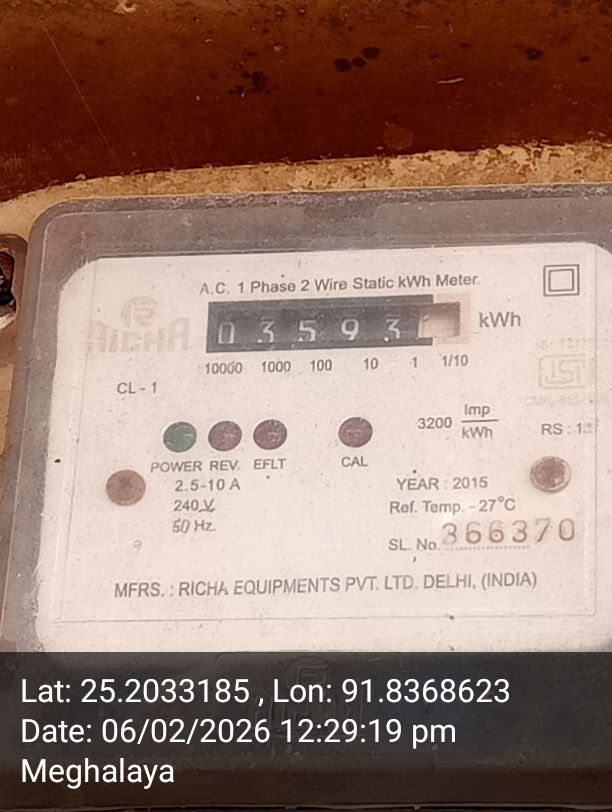 A.C. 1 Phase 2 Wire Static kWh Meter.
RICHA
0 3 5 9 3 kWh
10000 1000 100 10 1 1/10
CL - 1
3200 Imp/kWh
RS : 1
POWER REV. EFLT CAL
2.5-10 A
240 V
50 Hz.
YEAR : 2015
Ref. Temp. - 27°C
SL. No. 366370
MFRS. : RICHA EQUIPMENTS PVT. LTD. DELHI, (INDIA)
Lat: 25.2033185 , Lon: 91.8368623
Date: 06/02/2026 12:29:19 pm
Meghalaya